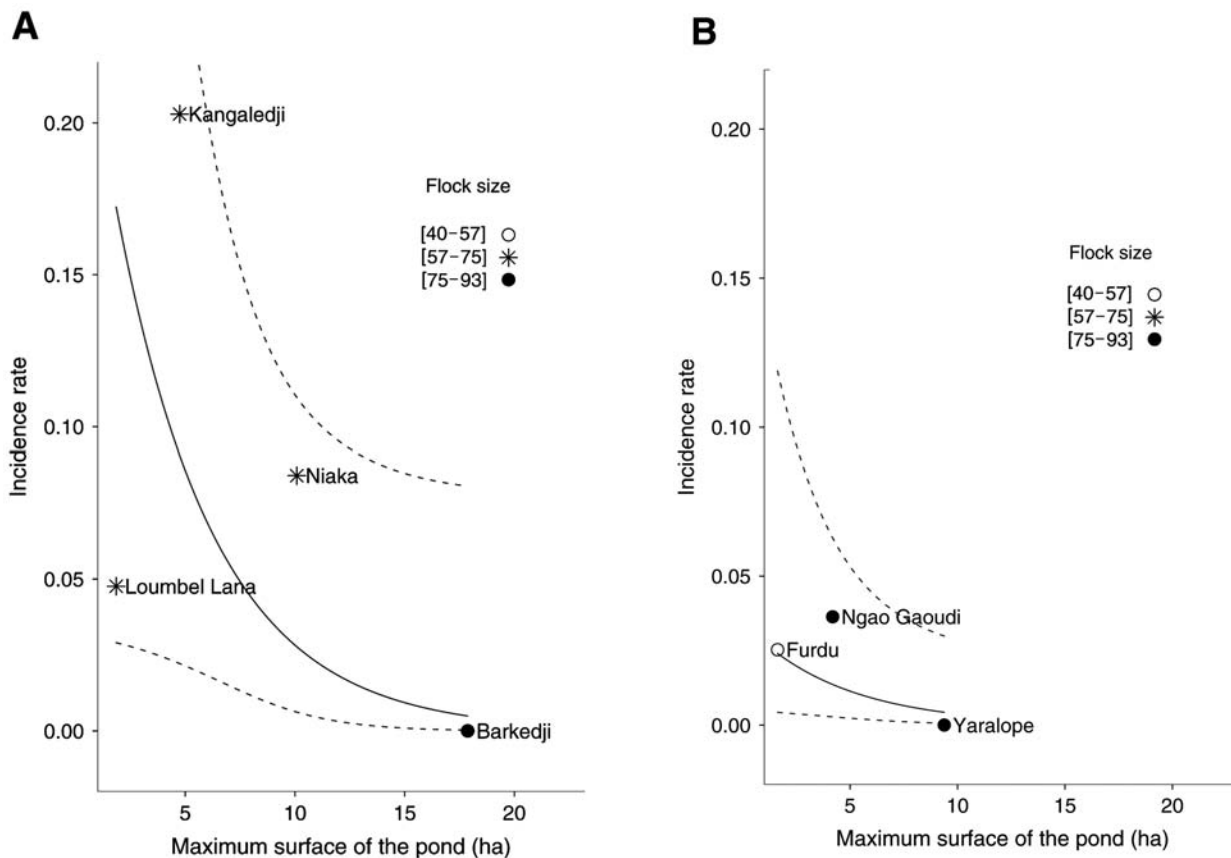 A
Incidence rate
0.20
0.15
0.10
0.05
0.00
Kangaledji
Flock size
[40−57]
[57−75]
[75−93]
Niaka
Loumbel Lana
Barkedji
5 10 15 20
Maximum surface of the pond (ha)
B
Incidence rate
0.20
0.15
0.10
0.05
0.00
Flock size
[40−57]
[57−75]
[75−93]
Ngao Gaoudi
Furdu
Yaralope
5 10 15 20
Maximum surface of the pond (ha)